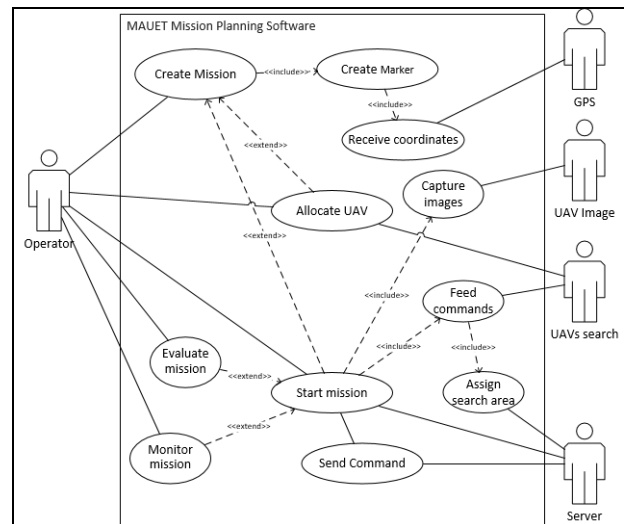 MAUET Mission Planning Software
Create Mission
<<include>>
Create Marker
<<include>>
GPS
Receive coordinates
<<extend>>
Capture
images
Operator
Allocate UAV
UAV Image
<<extend>>
<<include>>
Feed
commands
UAVs search
Evaluate
mission
<<include>>
<<include>>
<<extend>>
Start mission
Assign
search area
<<extend>>
Monitor
mission
Send Command
Server